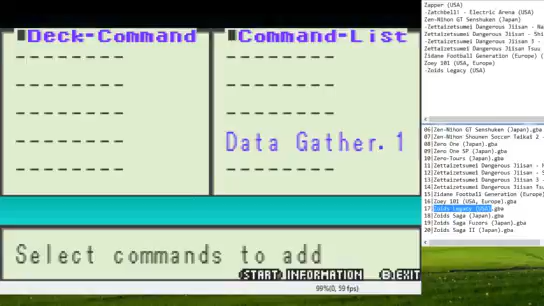 Deck-Command
Command-List
Data Gather. 1
Select commands to add
START INFORMATION B EXIT
99%(0, 59 fps)
Zapper (USA)
-Zatchbell! - Electric Arena (USA)
Zen-Nihon GT Senshuken (Japan)
-Zettaizetsumei Dangerous Jiisan - Na
-Zettaizetsumei Dangerous Jiisan - Shi
-Zettaizetsumei Dangerous Jiisan 3 -
Zettaizetsumei Dangerous Jiisan Tsuu
Zidane Football Generation (Europe) (
Zoey 101 (USA, Europe)
-Zoids Legacy (USA)
06|Zen-Nihon GT Senshuken (Japan).gba
07|Zen-Nihon Shounen Soccer Taikai 2 -
08|Zero One (Japan).gba
09|Zero One SP (Japan).gba
10|Zero-Tours (Japan).gba
11|Zettaizetsumei Dangerous Jiisan -
12|Zettaizetsumei Dangerous Jiisan -
13|Zettaizetsumei Dangerous Jiisan 3 -
14|Zettaizetsumei Dangerous Jiisan Tsu
15|Zidane Football Generation (Europe)
16|Zoey 101 (USA, Europe).gba
17|Zoids Legacy (USA).gba
18|Zoids Saga (Japan).gba
19|Zoids Saga Fuzors (Japan).gba
20|Zoids Saga II (Japan).gba